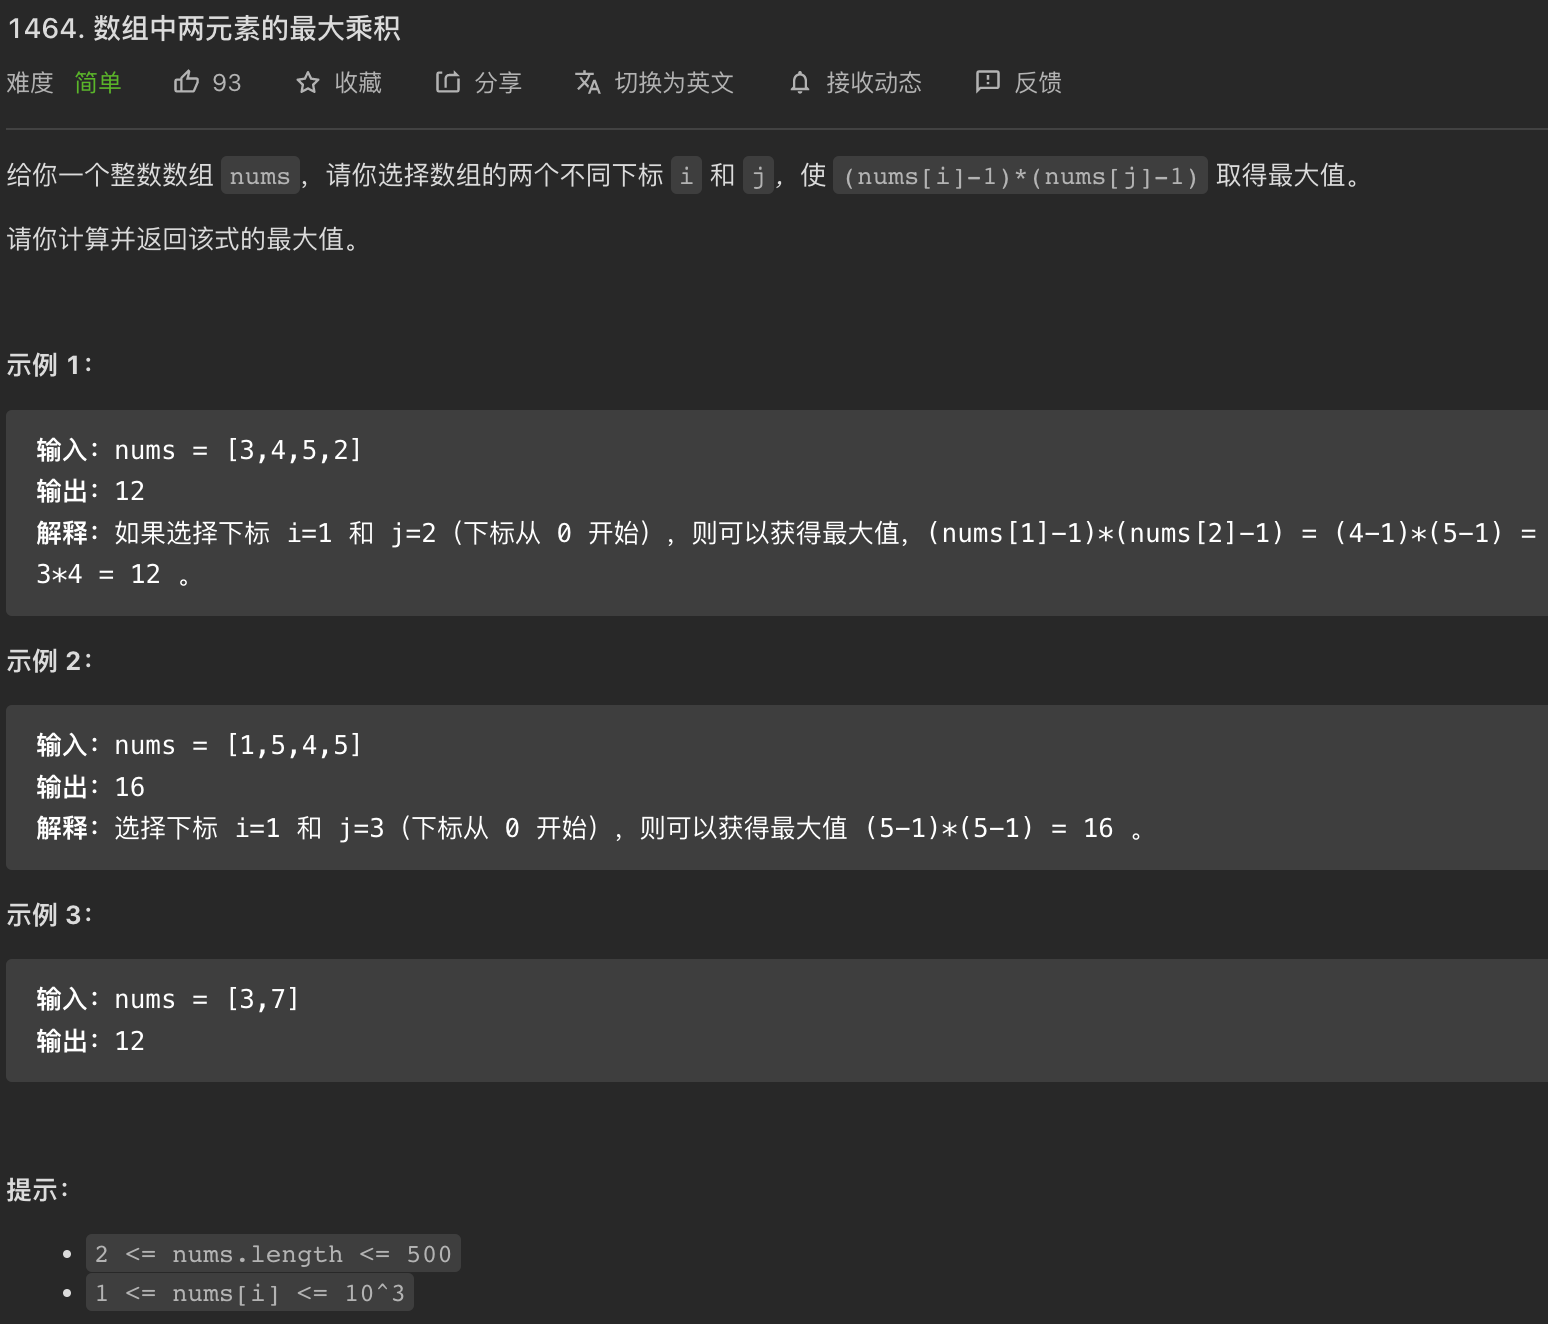 1464. 数组中两元素的最大乘积
难度 简单 93 收藏 分享 切换为英文 接收动态 反馈
给你一个整数数组 nums，请你选择数组的两个不同下标 i 和 j，使 (nums[i]-1)*(nums[j]-1) 取得最大值。
请你计算并返回该式的最大值。
示例 1：
输入：nums = [3,4,5,2]
输出：12
解释：如果选择下标 i=1 和 j=2（下标从 0 开始），则可以获得最大值，(nums[1]-1)*(nums[2]-1) = (4-1)*(5-1) =
3*4 = 12 。
示例 2：
输入：nums = [1,5,4,5]
输出：16
解释：选择下标 i=1 和 j=3（下标从 0 开始），则可以获得最大值 (5-1)*(5-1) = 16 。
示例 3：
输入：nums = [3,7]
输出：12
提示：
• 2 <= nums.length <= 500
• 1 <= nums[i] <= 10^3